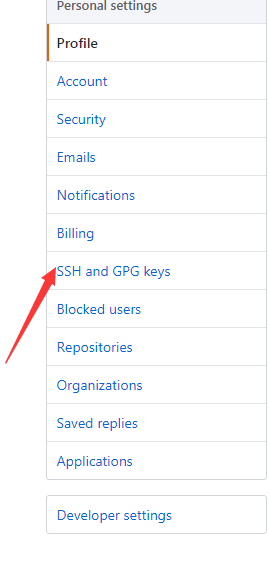 Personal settings
Profile
Account
Security
Emails
Notifications
Billing
SSH and GPG keys
Blocked users
Repositories
Organizations
Saved replies
Applications
Developer settings